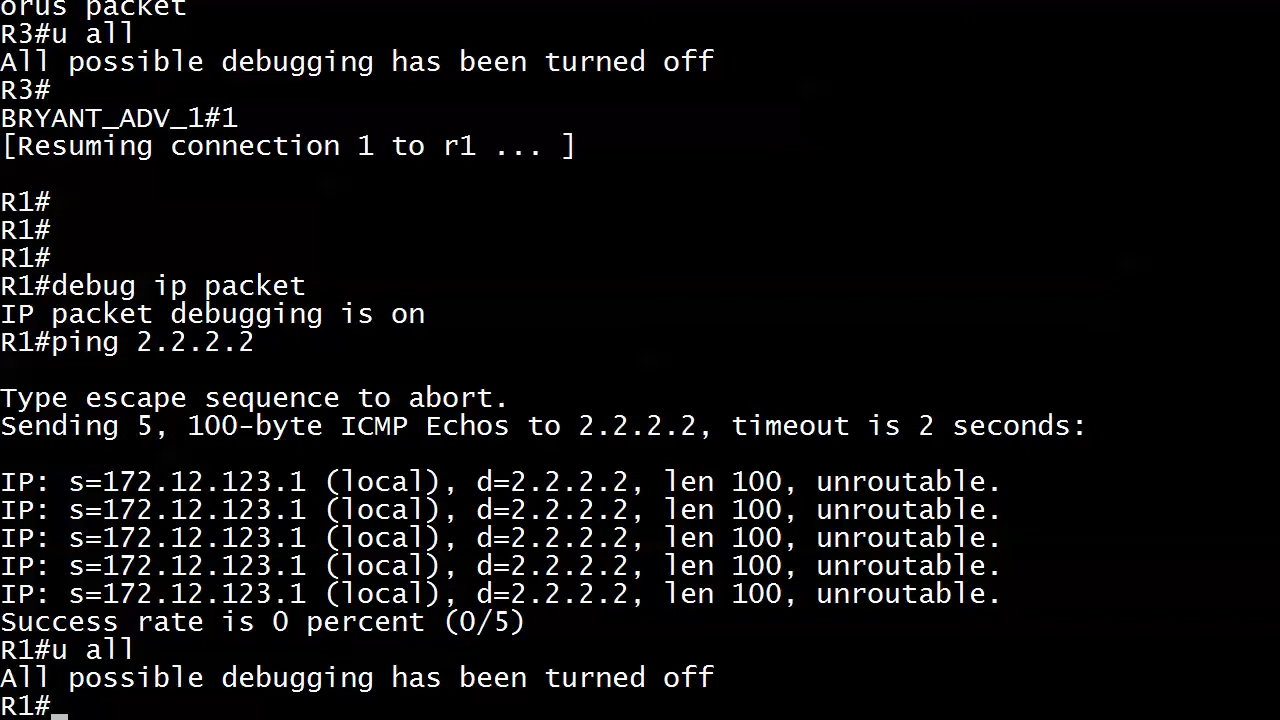 orus packet
R3#u all
All possible debugging has been turned off
R3#
BRYANT_ADV_1#1
[Resuming connection 1 to r1 ... ]
R1#
R1#
R1#
R1#debug ip packet
IP packet debugging is on
R1#ping 2.2.2.2
Type escape sequence to abort.
Sending 5, 100-byte ICMP Echos to 2.2.2.2, timeout is 2 seconds:
IP: s=172.12.123.1 (local), d=2.2.2.2, len 100, unroutable.
IP: s=172.12.123.1 (local), d=2.2.2.2, len 100, unroutable.
IP: s=172.12.123.1 (local), d=2.2.2.2, len 100, unroutable.
IP: s=172.12.123.1 (local), d=2.2.2.2, len 100, unroutable.
IP: s=172.12.123.1 (local), d=2.2.2.2, len 100, unroutable.
Success rate is 0 percent (0/5)
R1#u all
All possible debugging has been turned off
R1#